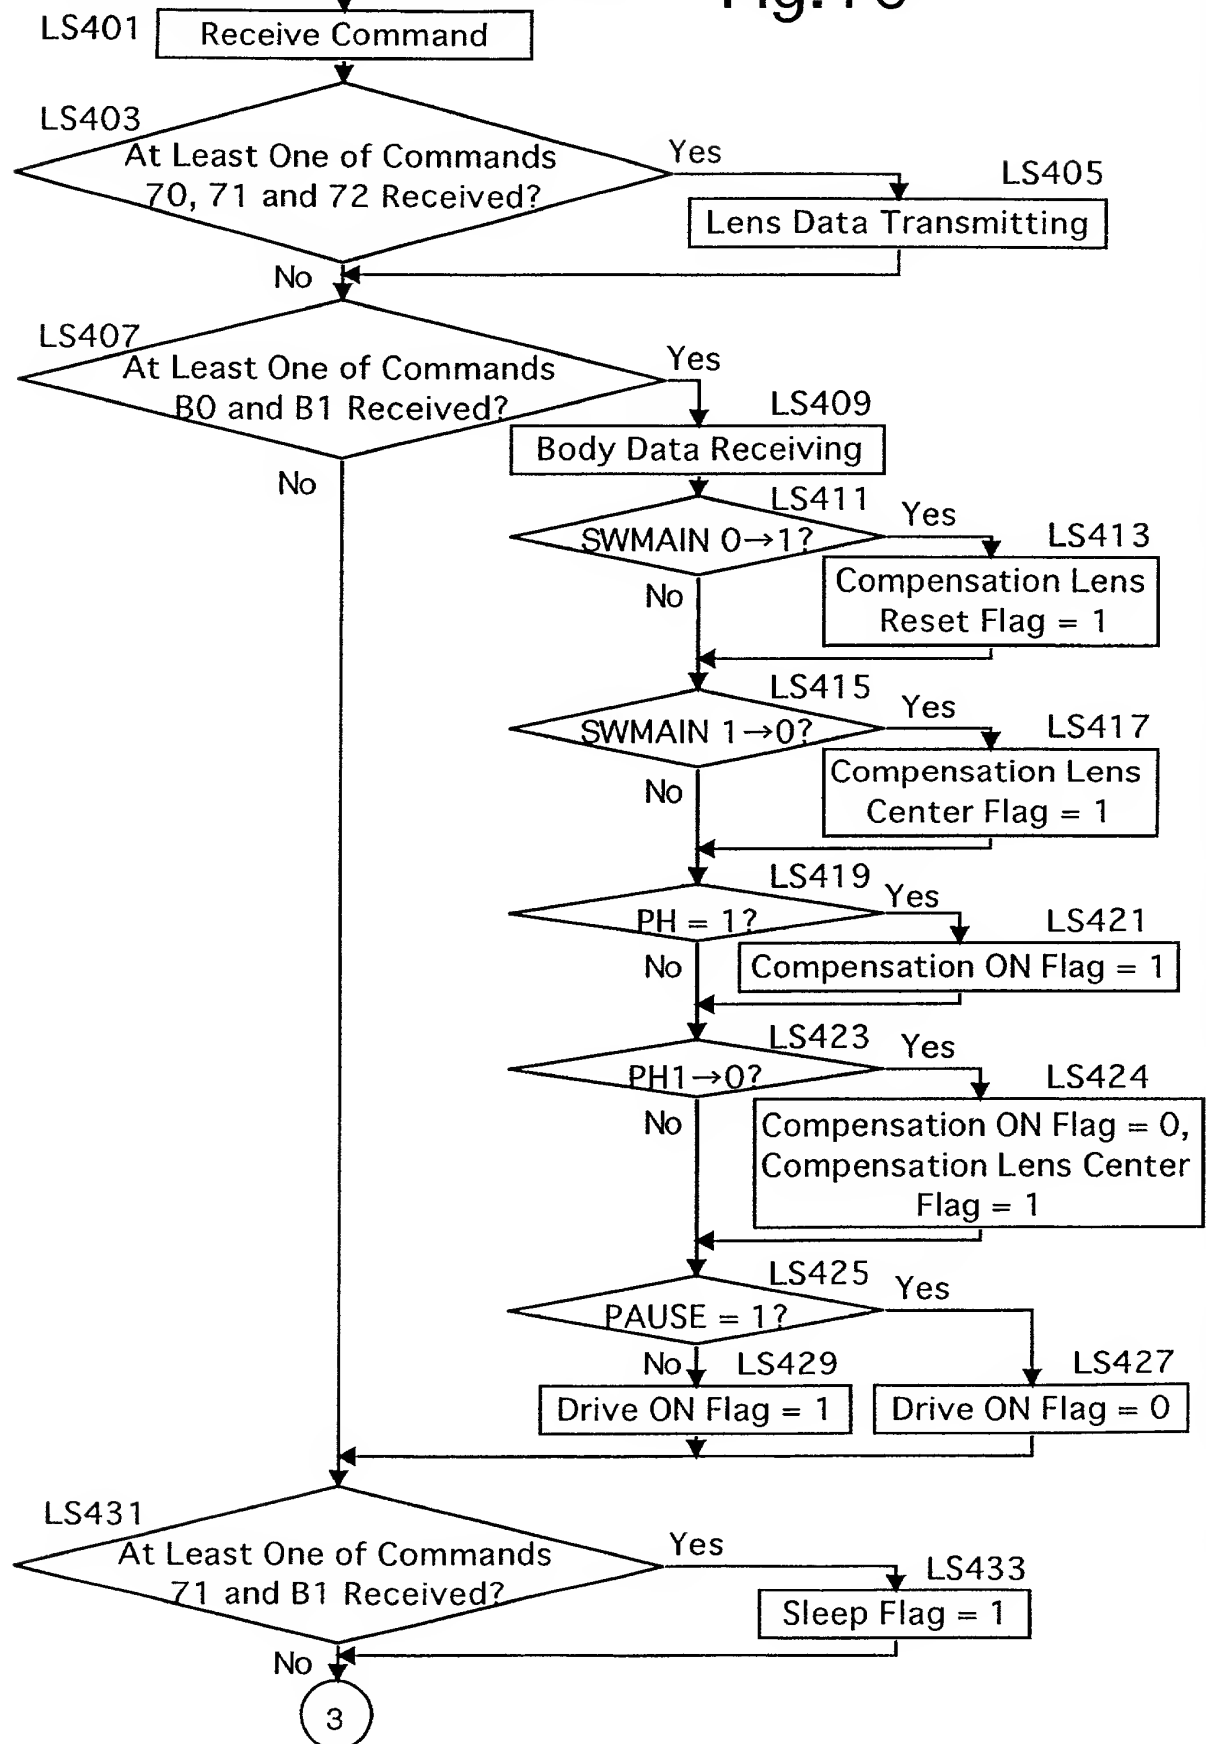 LS401
Receive Command
LS403
At Least One of Commands
70, 71 and 72 Received?
Yes
LS405
Lens Data Transmitting
No
LS407
At Least One of Commands
B0 and B1 Received?
Yes
LS409
Body Data Receiving
No
LS411
SWMAIN 0→1?
Yes
LS413
Compensation Lens
Reset Flag = 1
No
LS415
SWMAIN 1→0?
Yes
LS417
Compensation Lens
Center Flag = 1
No
LS419
PH = 1?
Yes
LS421
Compensation ON Flag = 1
No
LS423
PH1→0?
Yes
LS424
Compensation ON Flag = 0,
Compensation Lens Center
Flag = 1
No
LS425
PAUSE = 1?
Yes
No
LS429
Drive ON Flag = 1
LS427
Drive ON Flag = 0
LS431
At Least One of Commands
71 and B1 Received?
Yes
LS433
Sleep Flag = 1
No
3